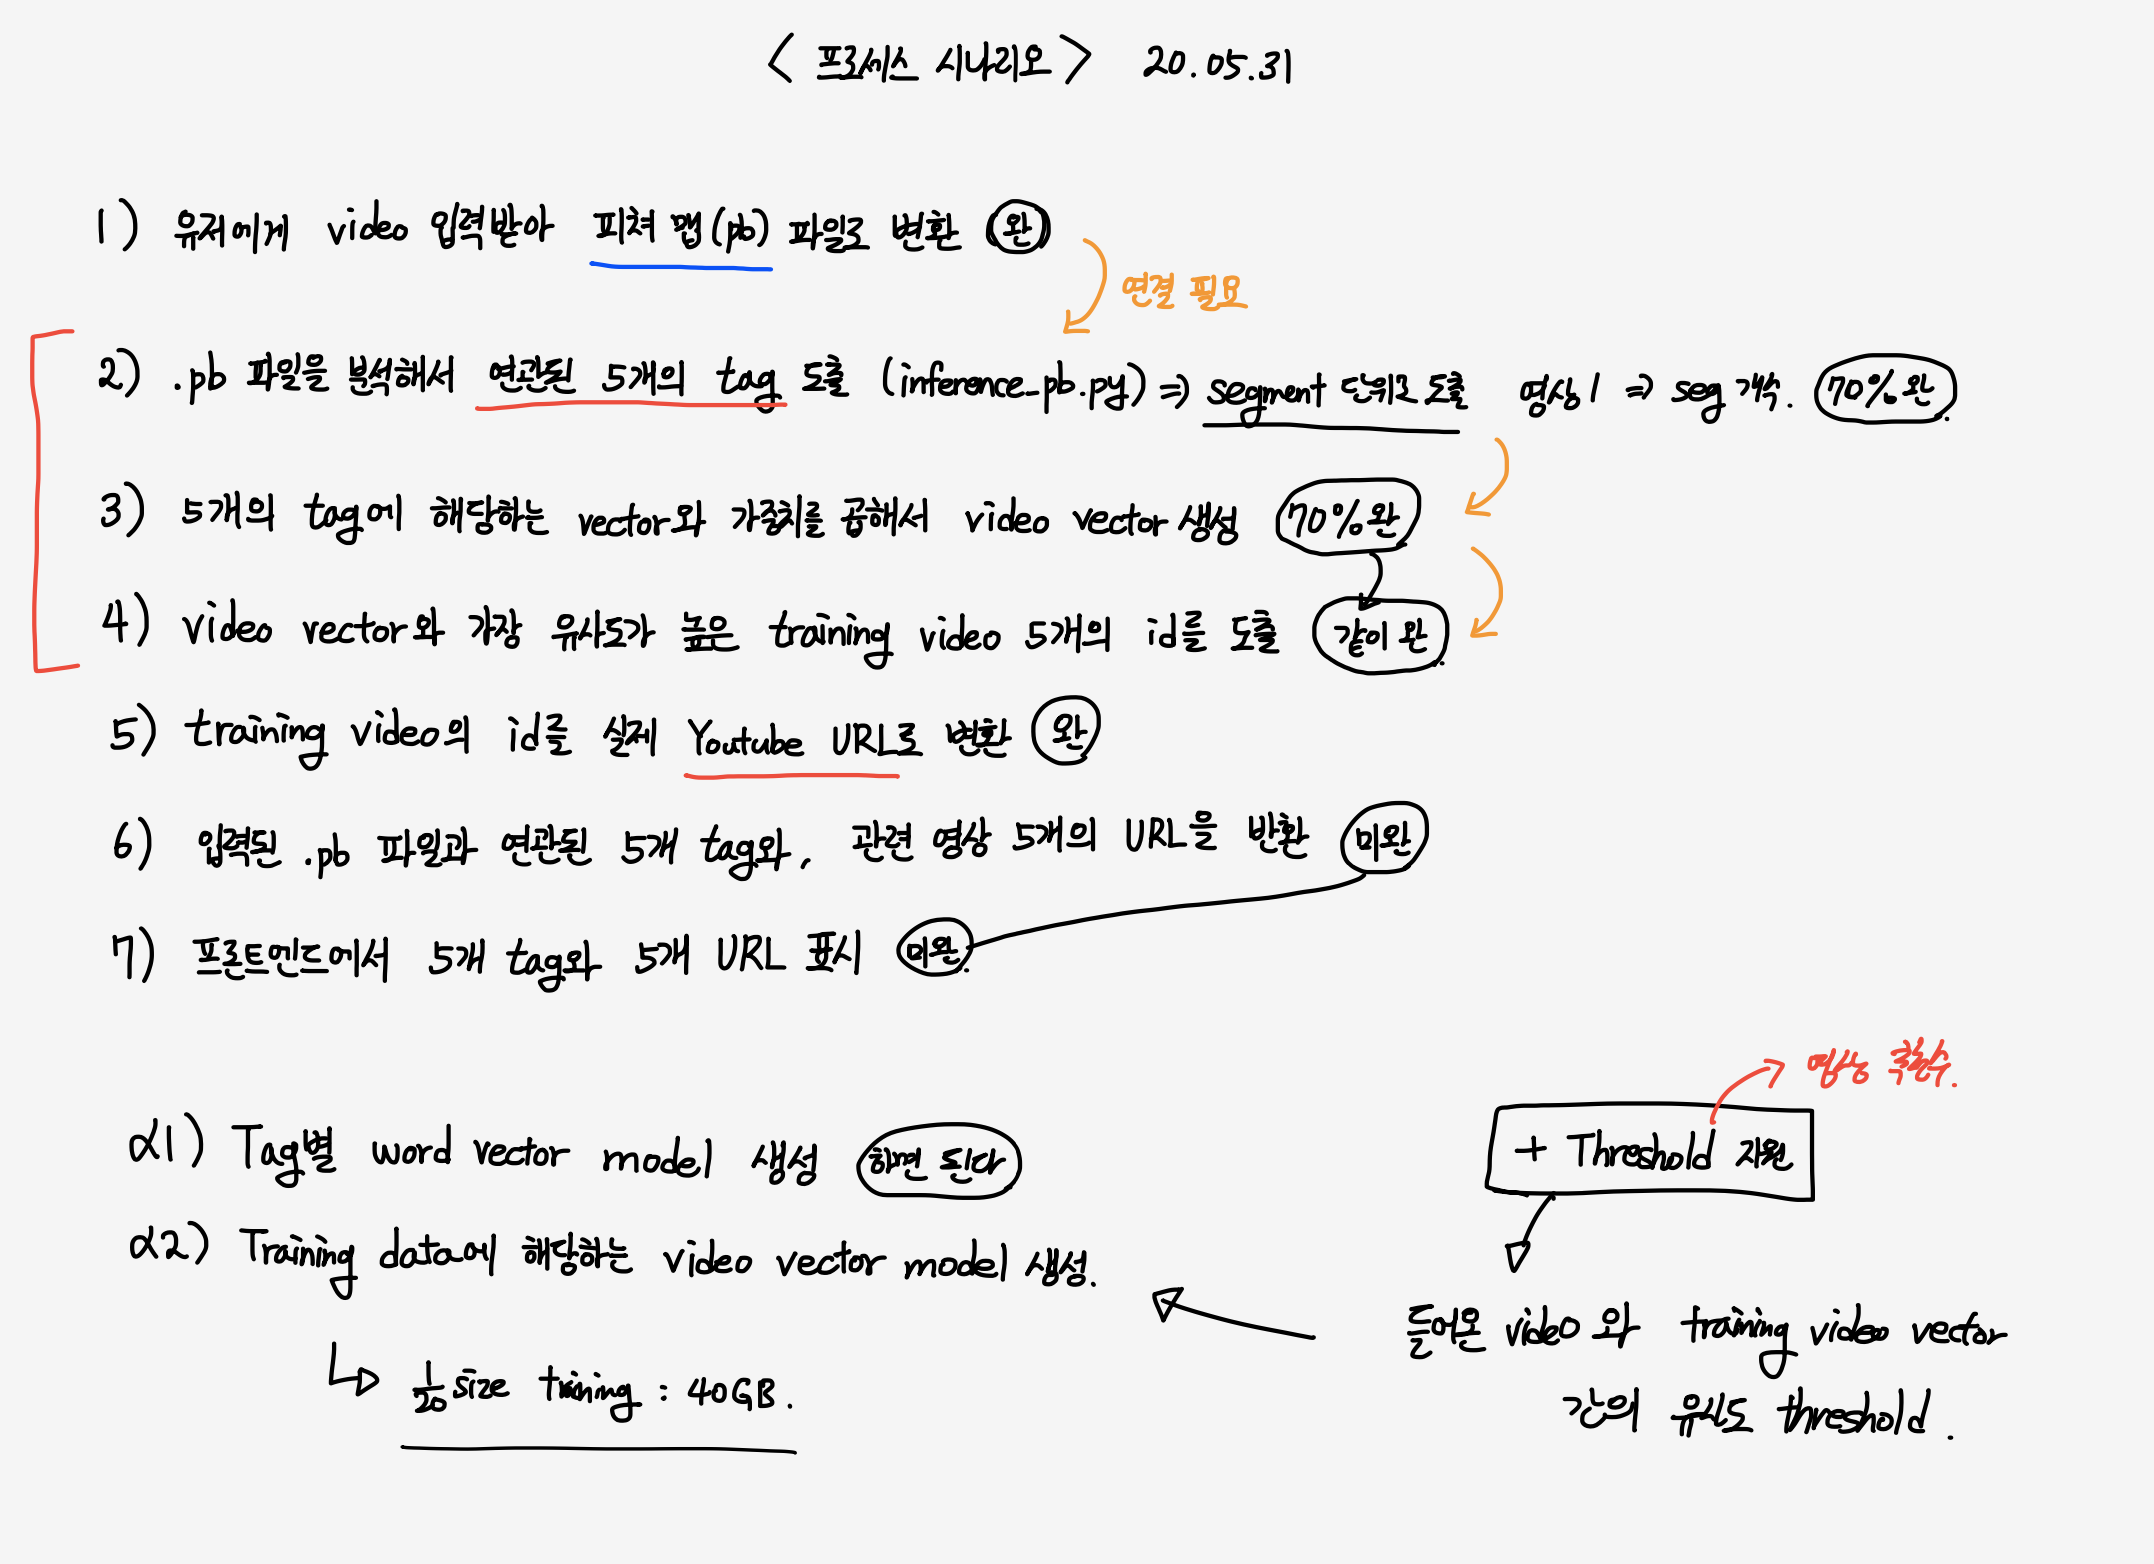 < 프로세스 시나리오 > 20.05.31
1) 유저에게 video 입력받아 피쳐 맵(pb) 파일로 변환 (완)
연결 필요
2) .pb 파일을 분석해서 연관된 5개의 tag 도출 (inference_pb.py) => segment 단위로 도출 영상 1 => seg 개수. 70%완.
3) 5개의 tag에 해당하는 vector와 가중치를 곱해서 video vector 생성 70%완
4) video vector와 가장 유사도가 높은 training video 5개의 id를 도출 같이 완.
5) training video의 id를 실제 Youtube URL로 변환 완
6) 입력된 .pb 파일과 연관된 5개 tag와, 관련 영상 5개의 URL을 반환 미완
7) 프론트엔드에서 5개 tag와 5개 URL 표시 미완.
영상
α1) Tag별 word vector model 생성 하면 된다
+ Threshold 지원
α2) Training data에 해당하는 video vector model 생성.
들어온 video와 training video vector
간의 유사도 threshold.
1/20 size training : 40GB.